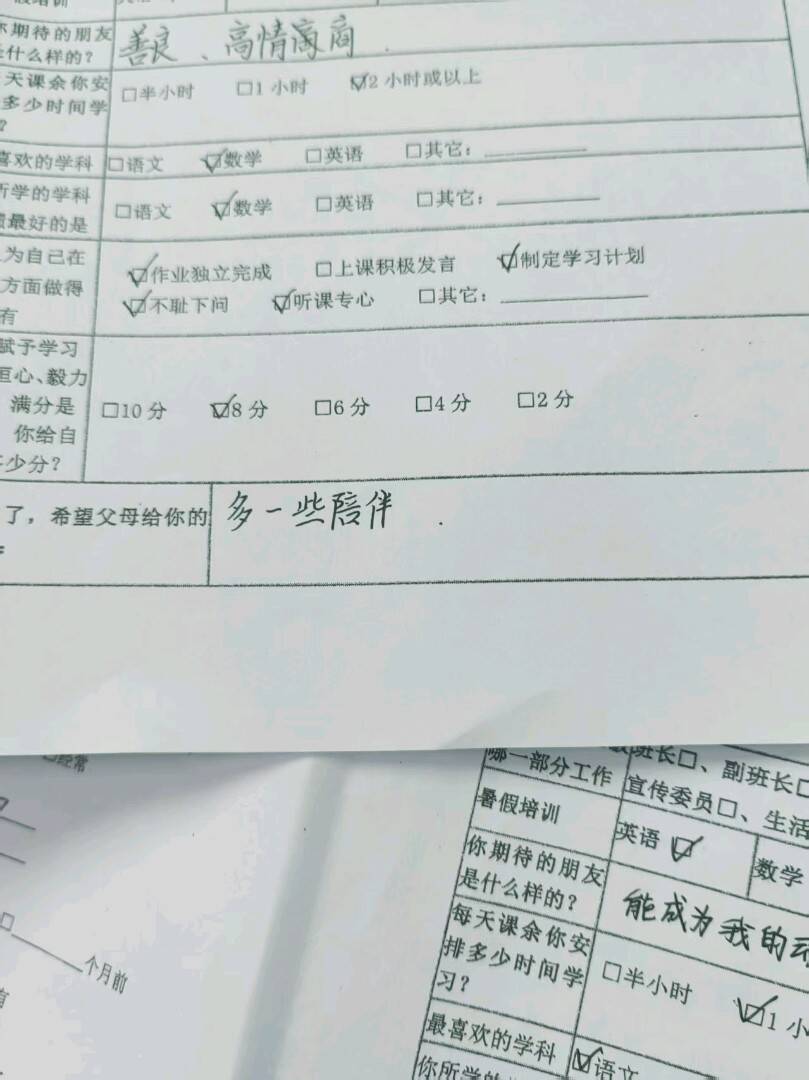 你期待的朋友 善良、高情商
是什么样的？
天课余你安 □半小时 □1 小时 ☑2 小时或以上
多少时间学
？
喜欢的学科 □语文 ☑数学 □英语 □其它：
所学的学科 □语文 ☑数学 □英语 □其它：
最好的是
为自己在 ☑作业独立完成 □上课积极发言 ☑制定学习计划
方面做得 ☑不耻下问 ☑听课专心 □其它：
有
赋予学习
恒心、毅力
满分是 □10 分 ☑8 分 □6 分 □4 分 □2 分
你给自
多少分？
了，希望父母给你的 多一些陪伴.
□经常
□
个月前
哪一部分工作 班长□、副班长□
宣传委员□、生活
暑假培训 英语 ☑ 数学
你期待的朋友 能成为我的
是什么样的？
每天课余你安 □半小时 ☑1 小
排多少时间学
习？
最喜欢的学科 ☑语文
你所学的